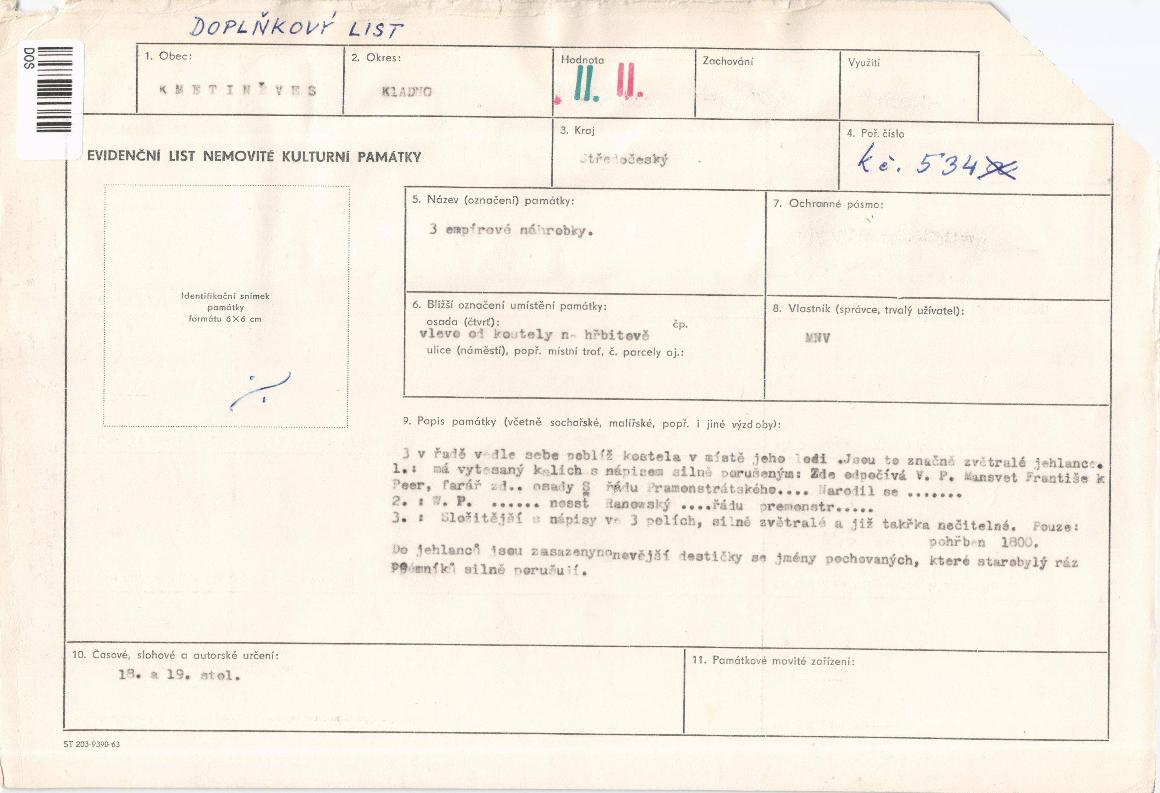 DOPLŇKOVÝ LIST
DOS
1. Obec:
KMETINĚVES
2. Okres:
KLADNO
Hodnota
II. II.
Zachování
Využití
EVIDENČNÍ LIST NEMOVITÉ KULTURNÍ PAMÁTKY
3. Kraj
Středočeský
4. Poř. číslo
kč. 534
Identifikační snímek
památky
formátu 6×6 cm
5. Název (označení) památky:
3 empírové náhrobky.
7. Ochranné pásmo:
6. Bližší označení umístění památky:
osada (čtvrť): čp.
vlevo od kostely na hřbitově
ulice (náměstí), popř. místní trať, č. parcely aj.:
8. Vlastník (správce, trvalý uživatel):
MNV
9. Popis památky (včetně sochařské, malířské, popř. i jiné výzdoby):
3 v řadě vedle sebe poblíž kostela v místě jeho lodi .Jsou to značně zvětralé jehlance.
1.: má vytesaný kalich s nápisem silně porušeným: Zde odpočívá V. P. Mansvet Františe k
Peer, farář zd.. osady S řádu Pramonstrátského.... Narodil se .......
2. : W. P. ...... nosst Hanowský ....řádu premonstr.....
3. : Složitější s nápisy ve 3 polích, silně zvětralé a již takřka nečitelné. Pouze:
pohřben 1800.
Do jehlanců jsou zasazeny novější destičky se jmény pochovaných, které starobylý ráz
pomníků silně porušují.
10. Časové, slohové a autorské určení:
18. a 19. stol.
11. Památkové movité zařízení:
ST 203-9390-63